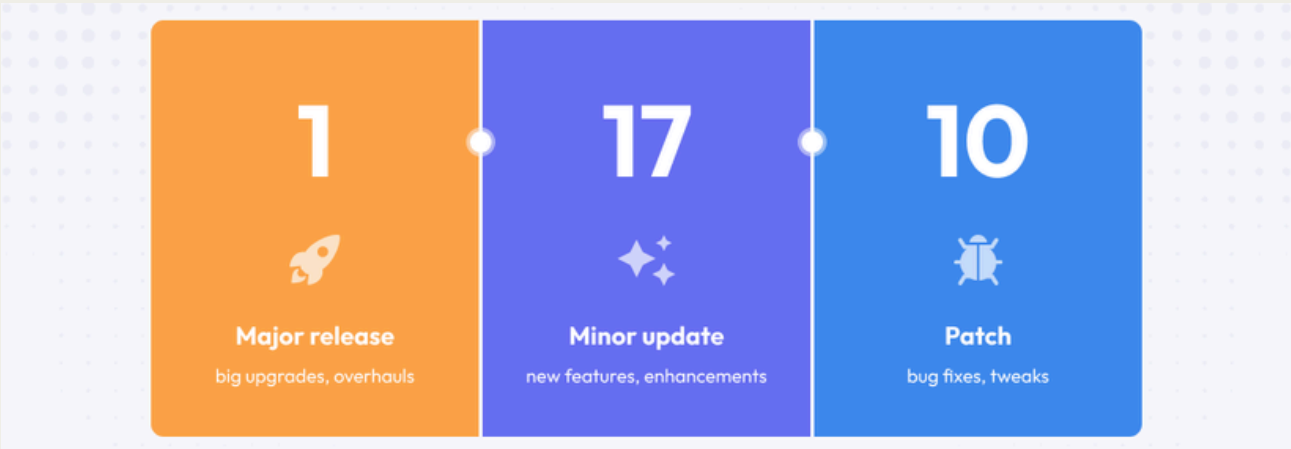 1
17
10
Major release
Minor update
Patch
big upgrades, overhauls
new features, enhancements
bug fixes, tweaks